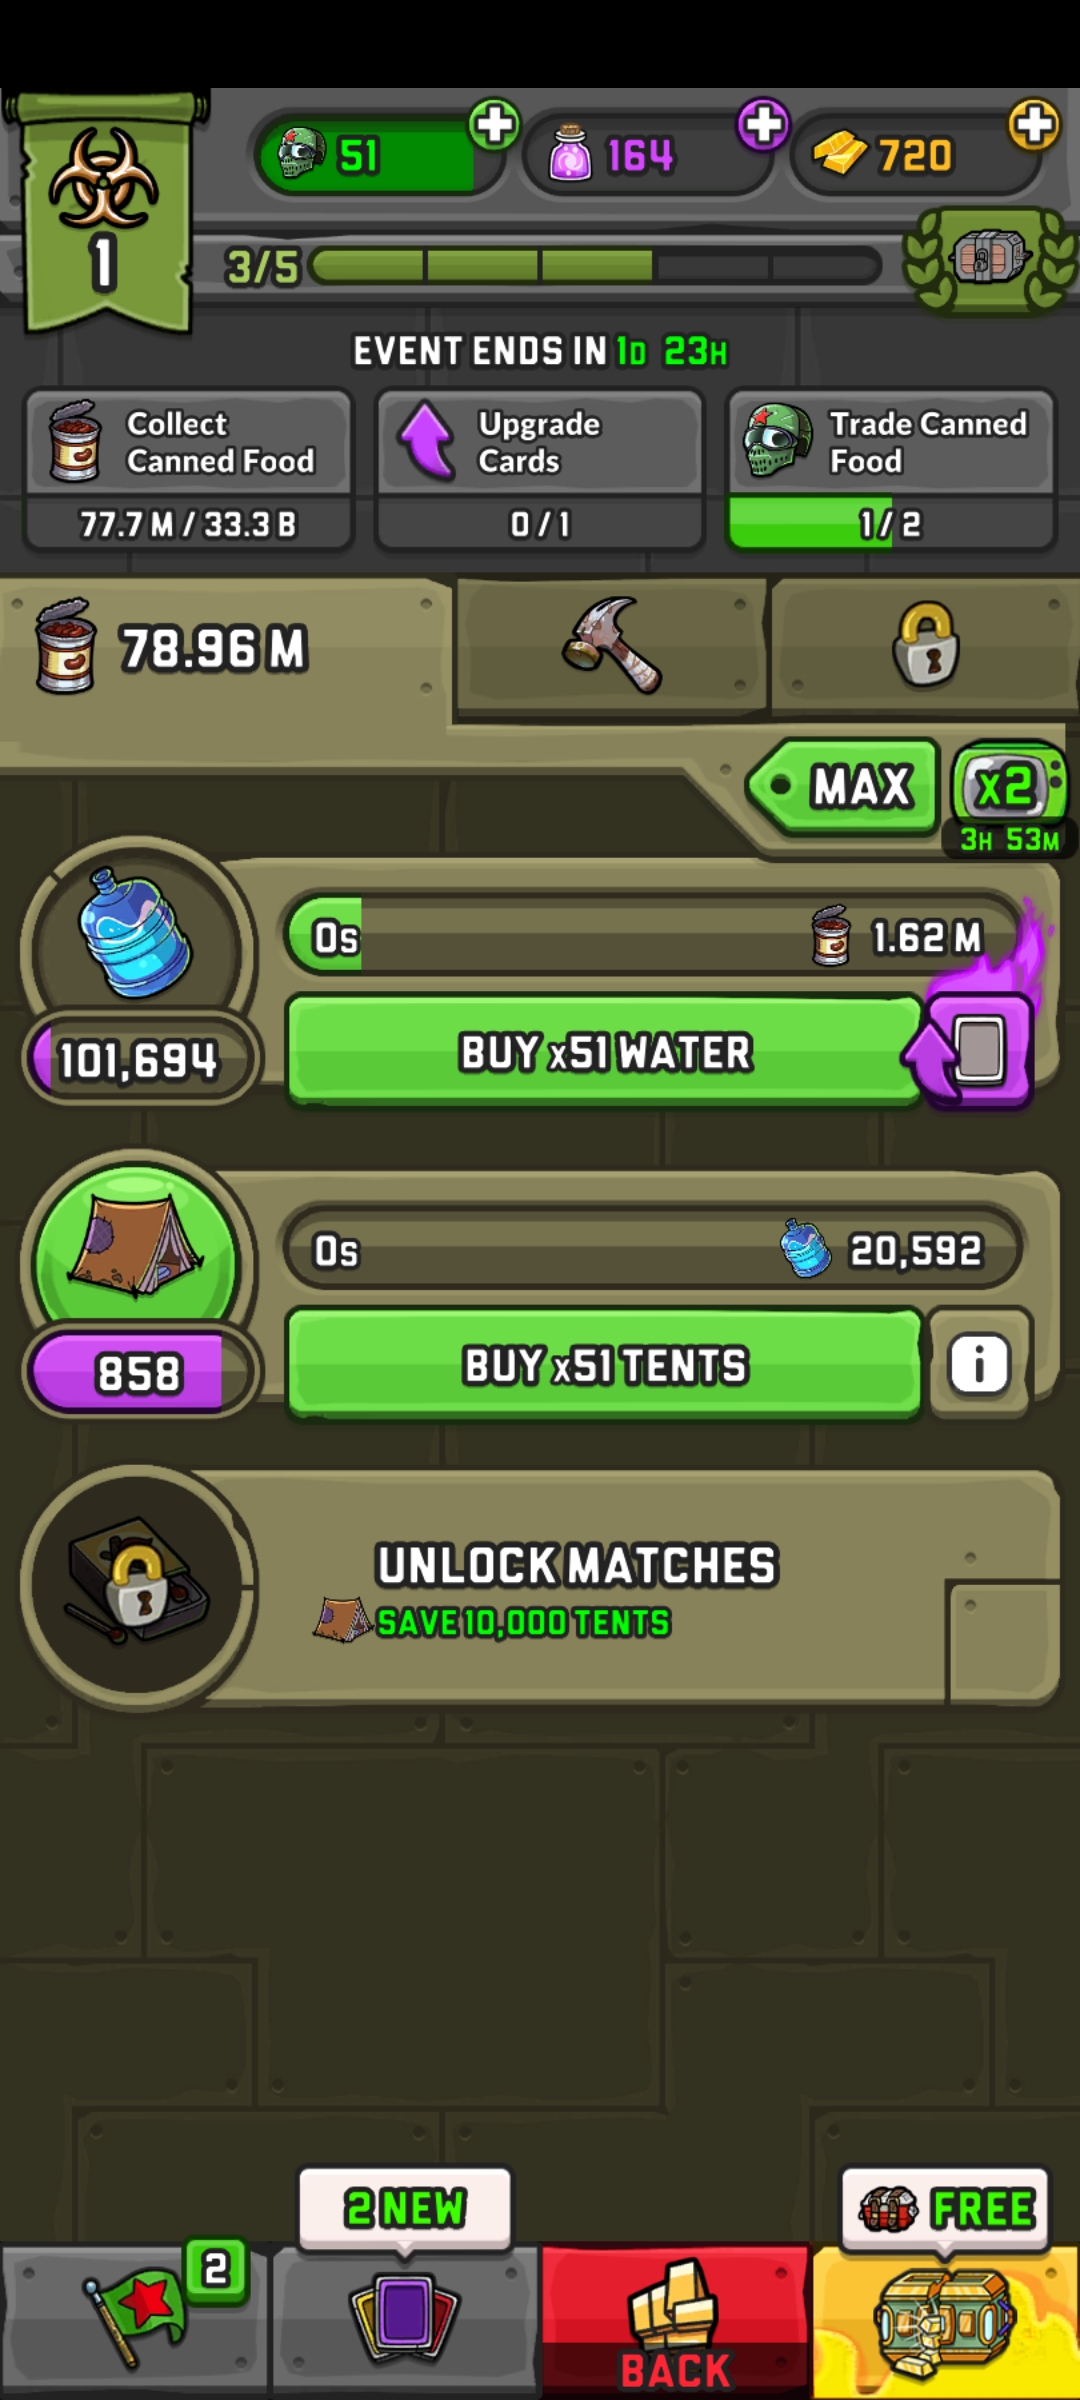 51
164
720
1
3/5
EVENT ENDS IN 1D 23H
Collect
Canned Food
77.7 M / 33.3 B
Upgrade
Cards
0 / 1
Trade Canned
Food
1 / 2
78.96 M
MAX
x2
3H 53M
0s
1.62 M
101,694
BUY x51 WATER
0s
20,592
858
BUY x51 TENTS
i
UNLOCK MATCHES
SAVE 10,000 TENTS
2 NEW
FREE
2
BACK